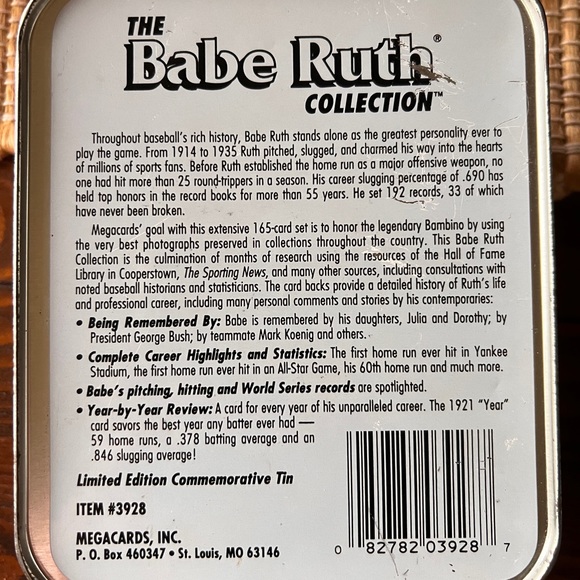 THE
Babe Ruth®
COLLECTION™
Throughout baseball's rich history, Babe Ruth stands alone as the greatest personality ever to
play the game. From 1914 to 1935 Ruth pitched, slugged, and charmed his way into the hearts
of millions of sports fans. Before Ruth established the home run as a major offensive weapon, no
one had hit more than 25 round-trippers in a season. His career slugging percentage of .690 has
held top honors in the record books for more than 55 years. He set 192 records, 33 of which
have never been broken.
Megacards' goal with this extensive 165-card set is to honor the legendary Bambino by using
the very best photographs preserved in collections throughout the country. This Babe Ruth
Collection is the culmination of months of research using the resources of the Hall of Fame
Library in Cooperstown, The Sporting News, and many other sources, including consultations with
noted baseball historians and statisticians. The card backs provide a detailed history of Ruth's life
and professional career, including many personal comments and stories by his contemporaries:
• Being Remembered By: Babe is remembered by his daughters, Julia and Dorothy; by
President George Bush; by teammate Mark Koenig and others.
• Complete Career Highlights and Statistics: The first home run ever hit in Yankee
Stadium, the first home run ever hit in an All-Star Game, his 60th home run and much more.
• Babe's pitching, hitting and World Series records are spotlighted.
• Year-by-Year Review: A card for every year of his unparalleled career. The 1921 "Year"
card savors the best year any batter ever had —
59 home runs, a .378 batting average and an
.846 slugging average!
Limited Edition Commemorative Tin
ITEM #3928
MEGACARDS, INC.
P. O. Box 460347 • St. Louis, MO 63146
0 82782 03928 7